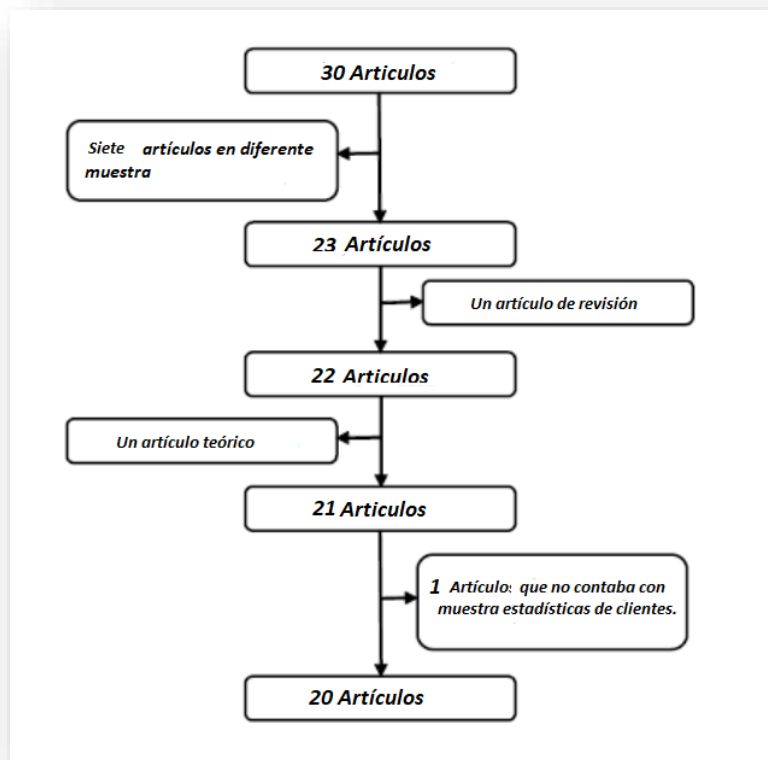 30 Articulos
Siete artículos en diferente
muestra
23 Artículos
Un artículo de revisión
22 Articulos
Un artículo teórico
21 Articulos
1 Artículos que no contaba con
muestra estadísticas de clientes.
20 Artículos